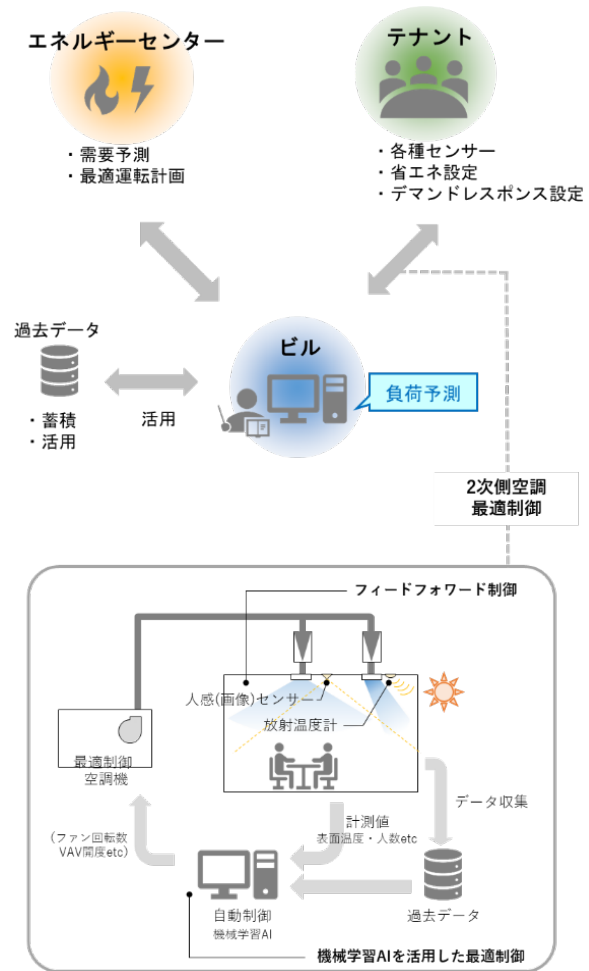 エネルギーセンター
・需要予測
・最適運転計画
テナント
・各種センサー
・省エネ設定
・デマンドレスポンス設定
過去データ
・蓄積
・活用
活用
ビル
負荷予測
2次側空調
最適制御
フィードフォワード制御
人感(画像)センサー
放射温度計
最適制御
空調機
データ収集
計測値
表面温度・人数etc
(ファン回転数
VAV開度etc)
自動制御
機械学習AI
過去データ
機械学習AIを活用した最適制御